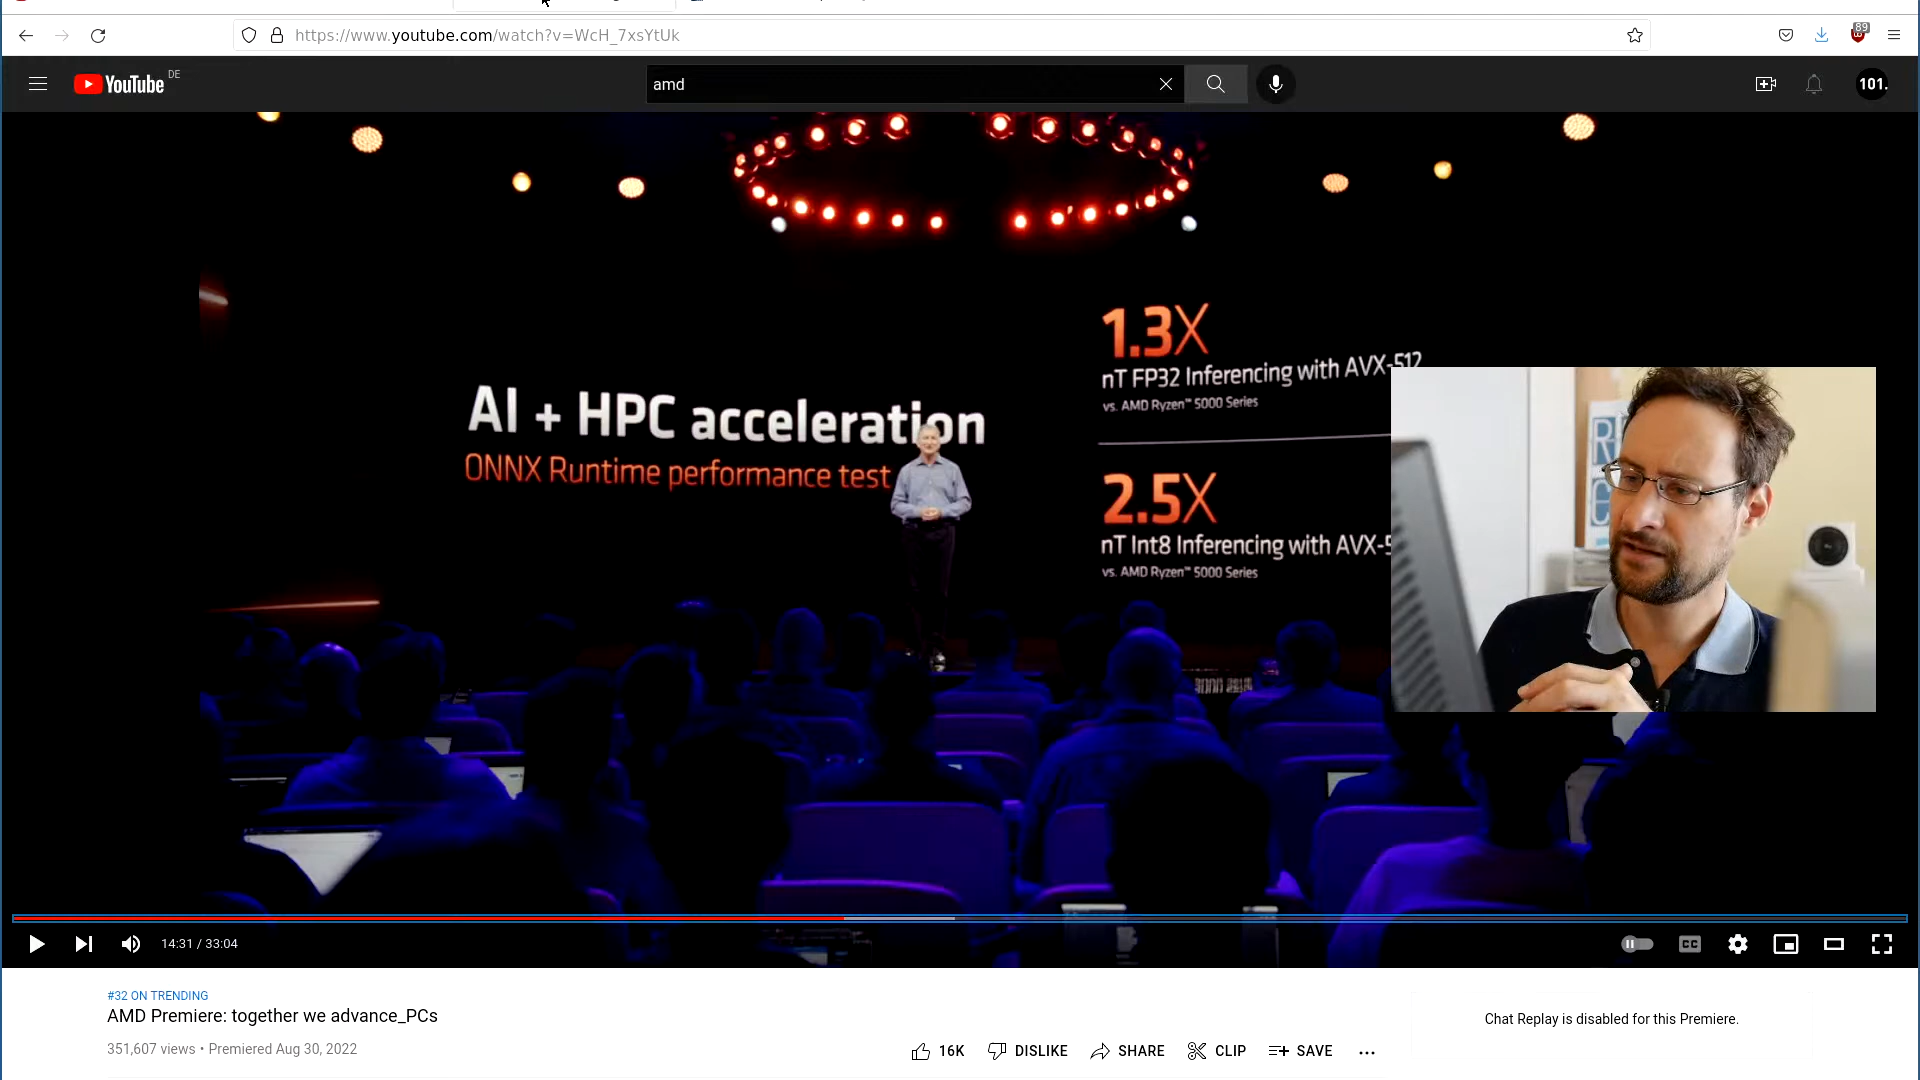 https://www.youtube.com/watch?v=WcH_7xsYtUk
89
YouTube DE
amd
101.
AI + HPC acceleration
ONNX Runtime performance test
1.3X
nT FP32 Inferencing with AVX-512
vs. AMD Ryzen™ 5000 Series
2.5X
nT Int8 Inferencing with AVX-5
vs. AMD Ryzen™ 5000 Series
14:31 / 33:04
CC
#32 ON TRENDING
AMD Premiere: together we advance_PCs
351,607 views • Premiered Aug 30, 2022
16K DISLIKE SHARE CLIP SAVE ...
Chat Replay is disabled for this Premiere.